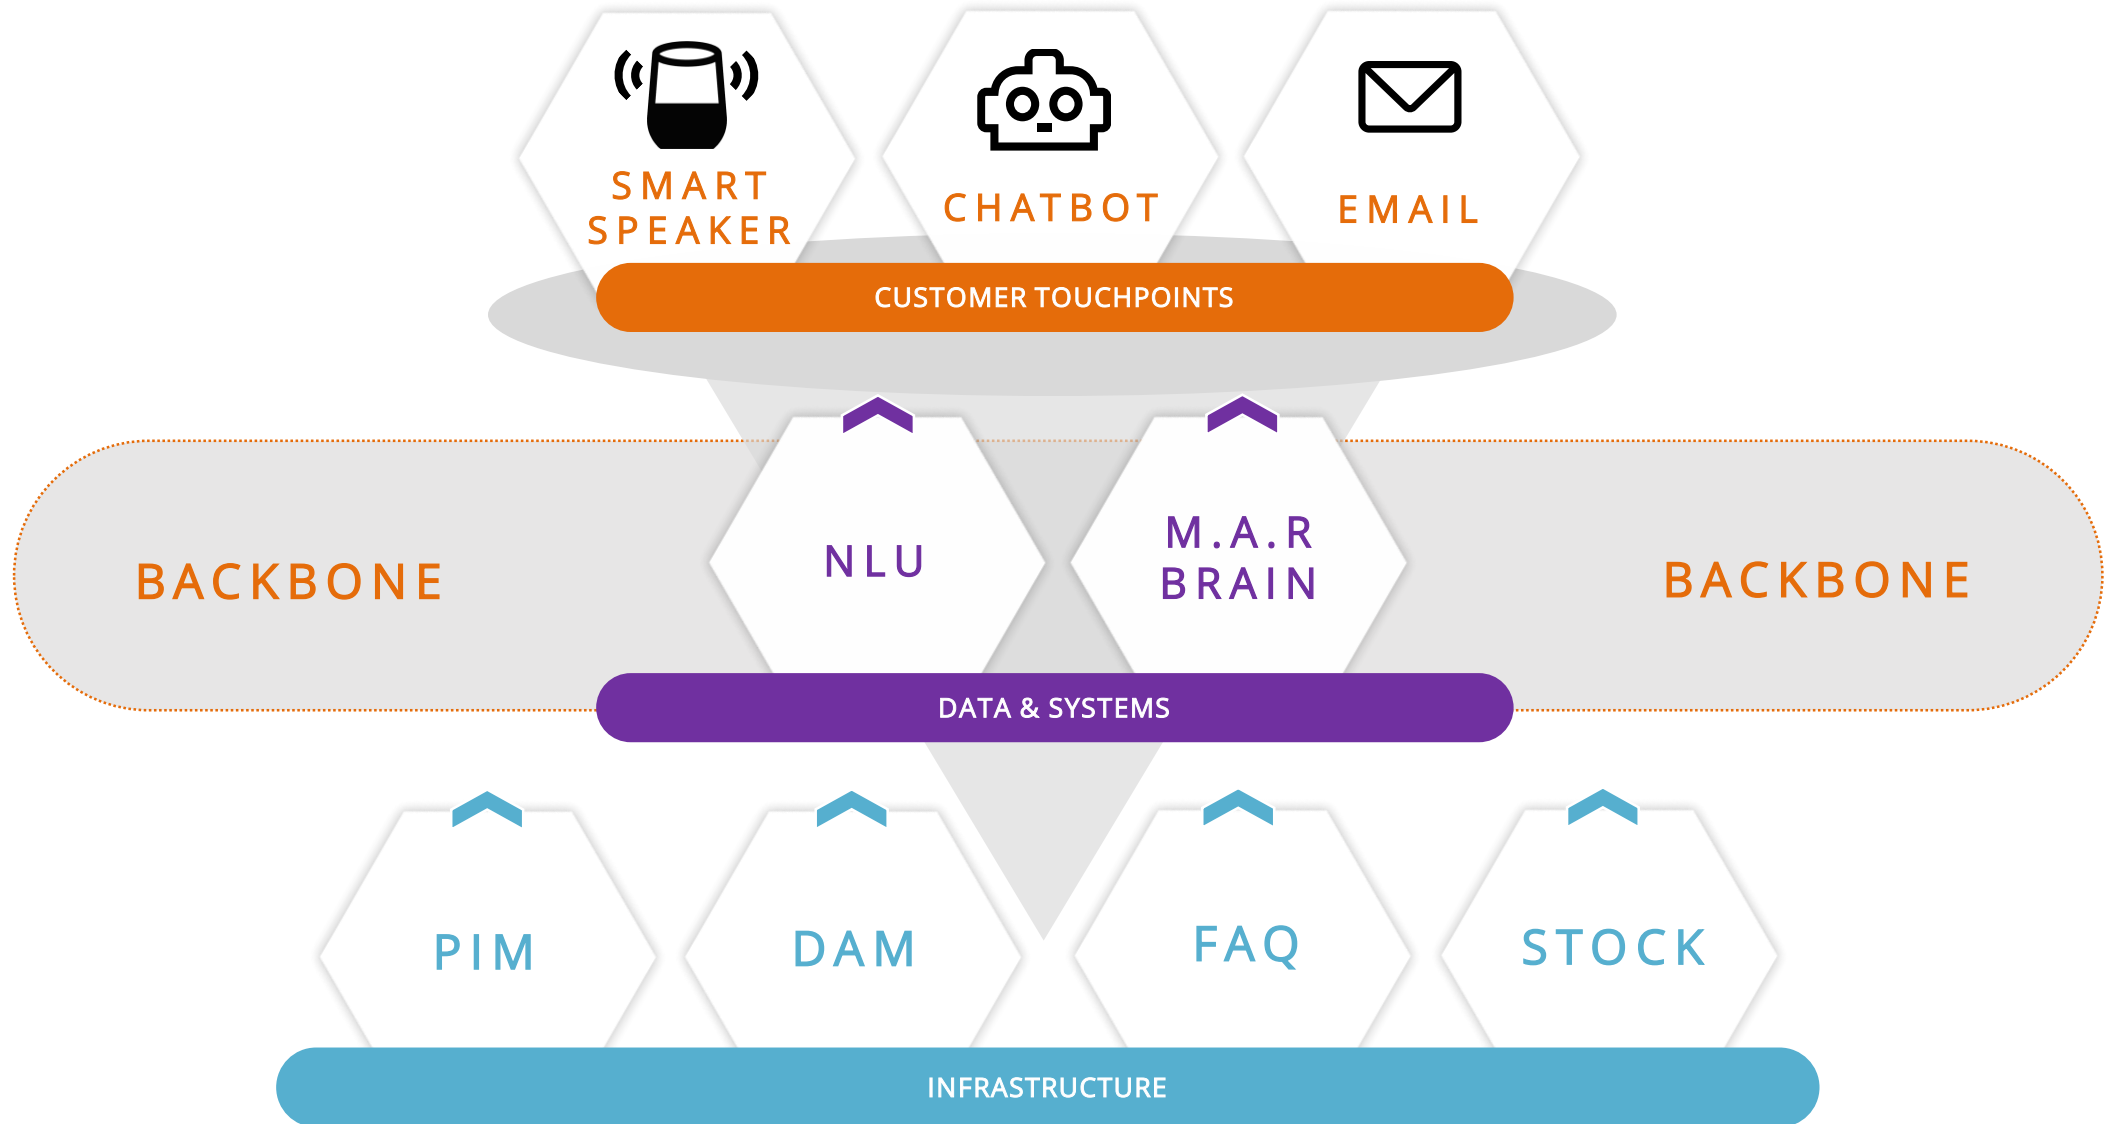 SMART
SPEAKER
CHATBOT
EMAIL
CUSTOMER TOUCHPOINTS
BACKBONE
NLU
M.A.R
BRAIN
BACKBONE
DATA & SYSTEMS
PIM
DAM
FAQ
STOCK
INFRASTRUCTURE